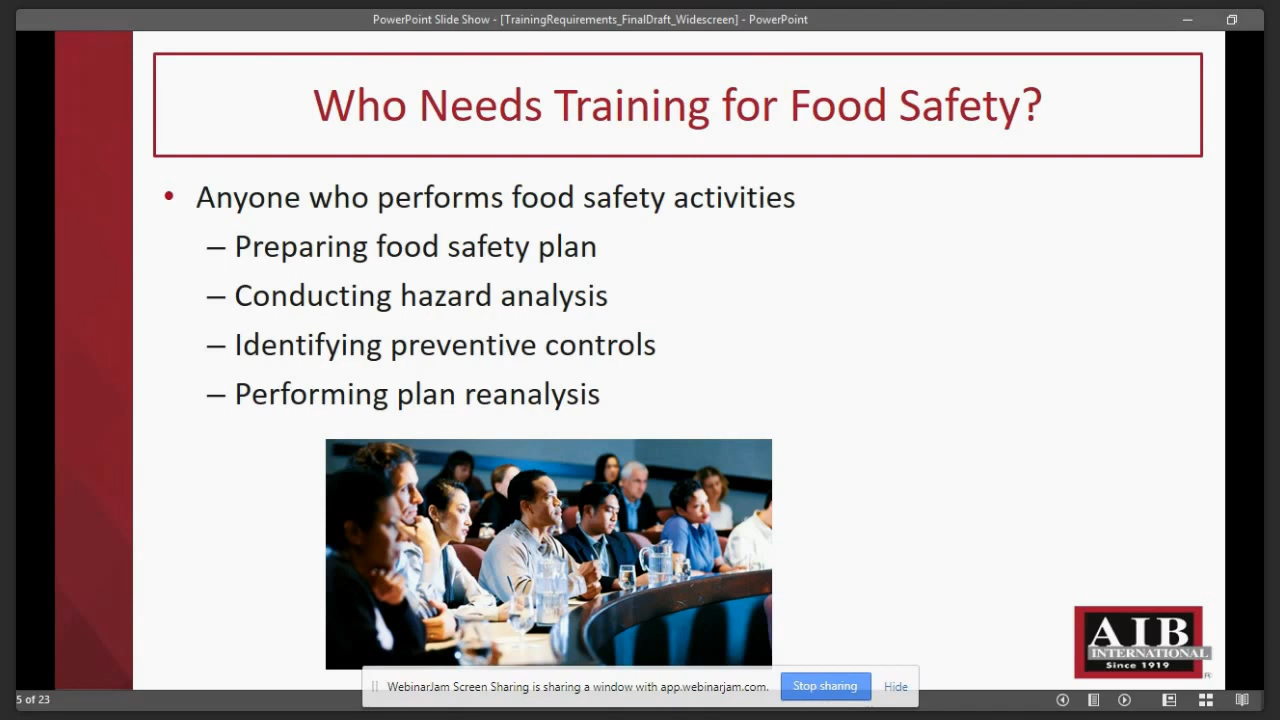 PowerPoint Slide Show - [TrainingRequirements_FinalDraft_Widescreen] - PowerPoint
Who Needs Training for Food Safety?
• Anyone who performs food safety activities
– Preparing food safety plan
– Conducting hazard analysis
– Identifying preventive controls
– Performing plan reanalysis
AIB
INTERNATIONAL
Since 1919
WebinarJam Screen Sharing is sharing a window with app.webinarjam.com.
Stop sharing
Hide
5 of 23